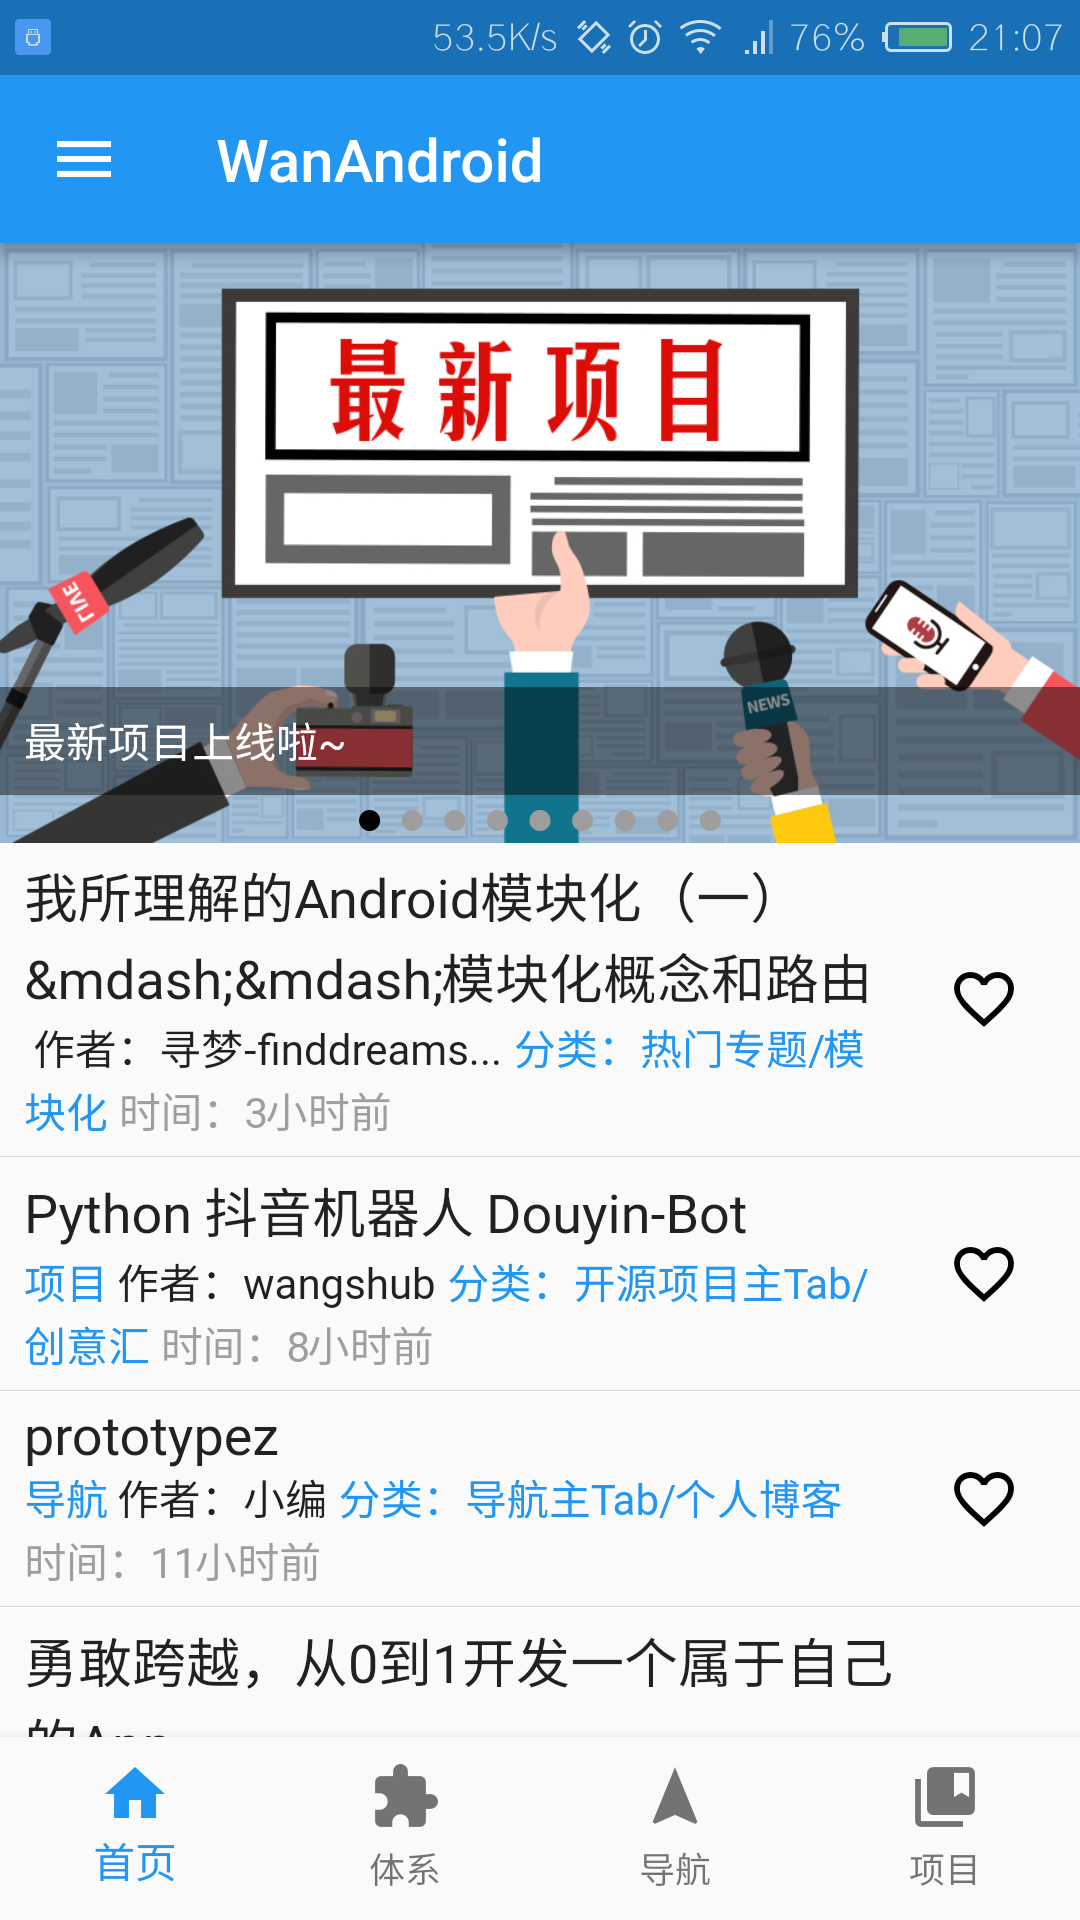 53.5K/s 76% 21:07
WanAndroid
最新项目
LIVE
NEWS
最新项目上线啦~
我所理解的Android模块化（一）
&mdash;&mdash;模块化概念和路由
作者：寻梦-finddreams... 分类：热门专题/模
块化 时间：3小时前
Python 抖音机器人 Douyin-Bot
项目 作者：wangshub 分类：开源项目主Tab/
创意汇 时间：8小时前
prototypez
导航 作者：小编 分类：导航主Tab/个人博客
时间：11小时前
勇敢跨越，从0到1开发一个属于自己
的App
首页 体系 导航 项目